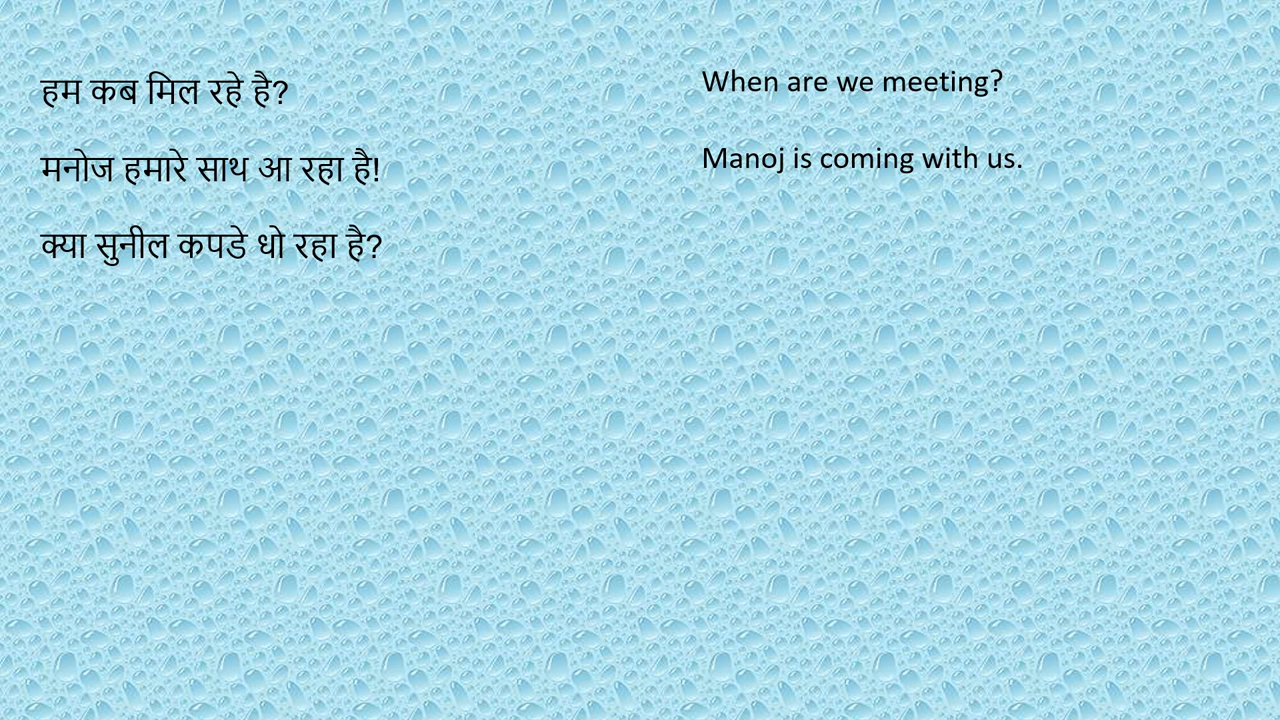 हम कब मिल रहे है?
मनोज हमारे साथ आ रहा है!
क्या सुनील कपडे धो रहा है?
When are we meeting?
Manoj is coming with us.